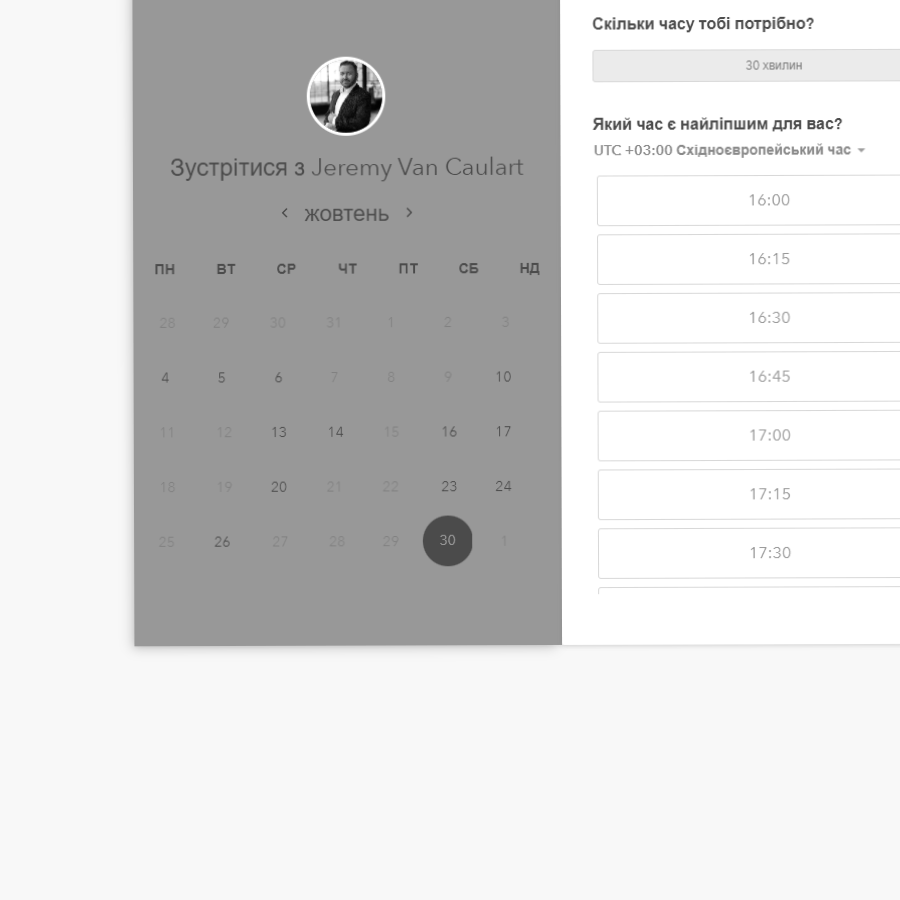 Зустрітися з Jeremy Van Caulart
жовтень
ПН ВТ СР ЧТ ПТ СБ НД
28 29 30 31 1 2 3
4 5 6 7 8 9 10
11 12 13 14 15 16 17
18 19 20 21 22 23 24
25 26 27 28 29 30 1
Скільки часу тобі потрібно?
30 хвилин
Який час є найліпшим для вас?
UTC +03:00 Східноєвропейський час
16:00
16:15
16:30
16:45
17:00
17:15
17:30